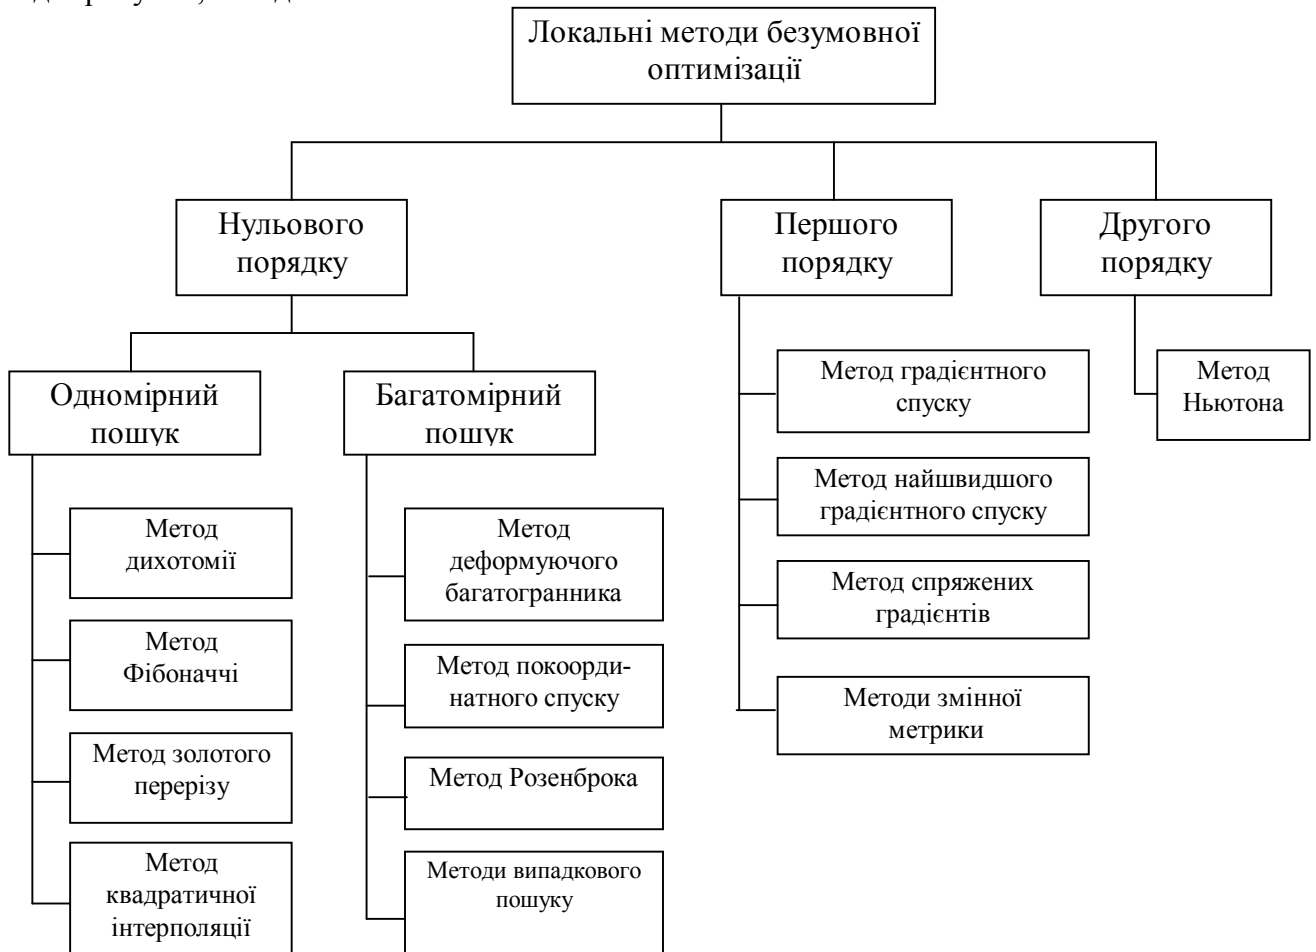 Локальні методи безумовної
оптимізації
Нульового
порядку
Першого
порядку
Другого
порядку
Одномірний
пошук
Багатомірний
пошук
Метод
дихотомії
Метод
Фібоначчі
Метод золотого
перерізу
Метод
квадратичної
інтерполяції
Метод
деформуючого
багатогранника
Метод покоорди-
натного спуску
Метод Розенброка
Методи випадкового
пошуку
Метод градієнтного
спуску
Метод найшвидшого
градієнтного спуску
Метод спряжених
градієнтів
Методи змінної
метрики
Метод
Ньютона